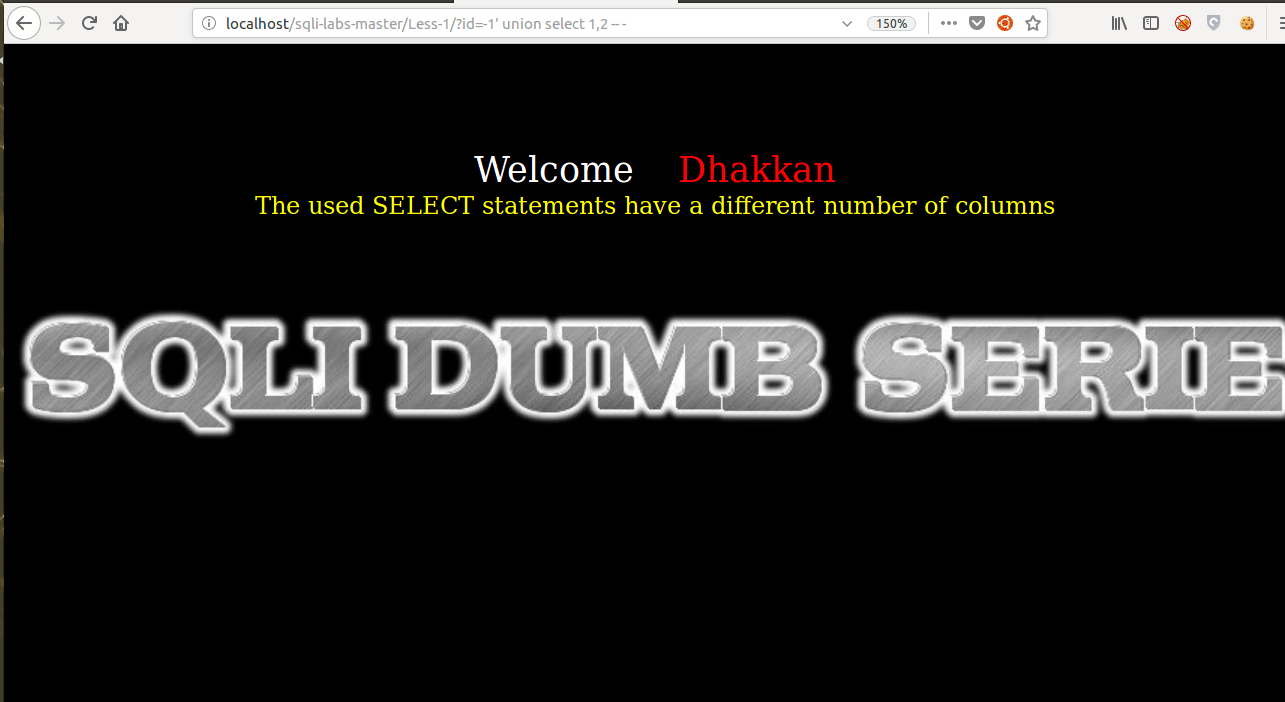 localhost/sqli-labs-master/Less-1/?id=-1' union select 1,2 -- -
150%
Welcome Dhakkan
The used SELECT statements have a different number of columns
SQLI DUMB SERIE